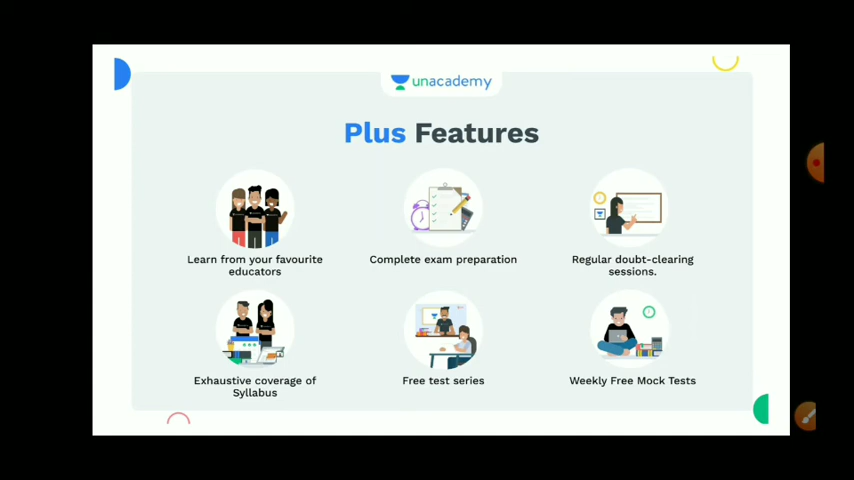 unacademy
Plus Features
Learn from your favourite
educators
Complete exam preparation
Regular doubt-clearing
sessions.
Exhaustive coverage of
Syllabus
Free test series
Weekly Free Mock Tests